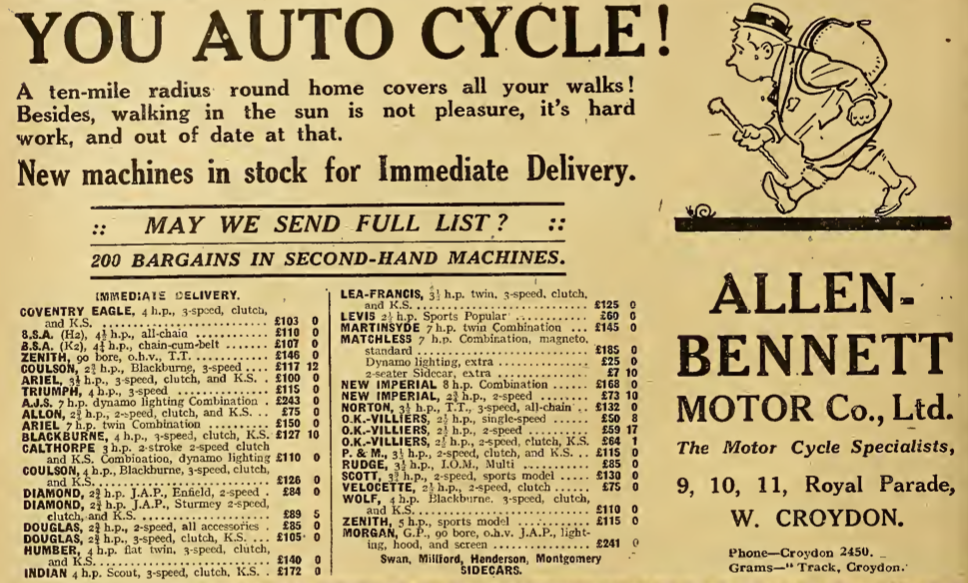 YOU AUTO CYCLE!
A ten-mile radius round home covers all your walks!
Besides, walking in the sun is not pleasure, it's hard
work, and out of date at that.
New machines in stock for Immediate Delivery.
:: MAY WE SEND FULL LIST? ::
200 BARGAINS IN SECOND-HAND MACHINES.
IMMEDIATE DELIVERY.
COVENTRY EAGLE, 4 h.p., 3-speed, clutch,
and K.S. .......................... £103 0
B.S.A. (H2), 4¼ h.p., all-chain ............ £110 0
B.S.A. (K2), 4¼ h.p., chain-cum-belt ....... £107 0
ZENITH, 90 bore, o.h.v., T.T. ............. £146 0
COULSON, 2¾ h.p., Blackburne, 3-speed ... £117 12
ARIEL, 3½ h.p., 3-speed, clutch, and K.S. . £100 0
TRIUMPH, 4 h.p., 3-speed ............... £115 0
A.J.S. 7 h.p. dynamo lighting Combination . £243 0
ALLON, 2¾ h.p., 2-speed, clutch, and K.S. .. £75 0
ARIEL 7 h.p. twin Combination ........... £150 0
BLACKBURNE, 4 h.p., 3-speed, clutch, K.S. £127 10
CALTHORPE 3 h.p. 2-stroke 2-speed clutch
and K.S. Combination, dynamo lighting £110 0
COULSON, 4 h.p., Blackburne, 3-speed, clutch,
and K.S. .......................... £126 0
DIAMOND, 2¾ h.p. J.A.P., Enfield, 2-speed . £84 0
DIAMOND, 2¾ h.p. J.A.P., Sturmey 2-speed,
clutch, and K.S. ................... £89 5
DOUGLAS, 2¾ h.p., 2-speed, all accessories . £85 0
DOUGLAS, 2¾ h.p., 3-speed, clutch, K.S. ... £105 0
HUMBER, 4 h.p. flat twin, 3-speed, clutch,
and K.S. .......................... £140 0
INDIAN 4 h.p. Scout, 3-speed, clutch, K.S. . £172 0
LEA-FRANCIS, 3½ h.p. twin, 3-speed, clutch,
and K.S. .......................... £125 0
LEVIS 2¼ h.p. Sports Popular ............ £60 0
MARTINSYDE 7 h.p. twin Combination ... £145 0
MATCHLESS 7 h.p. Combination, magneto,
standard .......................... £185 0
Dynamo lighting, extra ............. £25 0
2-seater Sidecar, extra ............. £7 10
NEW IMPERIAL 8 h.p. Combination ...... £168 0
NEW IMPERIAL, 2¾ h.p., 2-speed ........ £73 10
NORTON, 3½ h.p., T.T., 3-speed, all-chain .. £132 0
O.K.-VILLIERS, 2½ h.p., single-speed ..... £50 8
O.K.-VILLIERS, 2½ h.p., 2-speed ......... £59 17
O.K.-VILLIERS, 2½ h.p., 2-speed, clutch, K.S. £64 1
P. & M., 3½ h.p., 2-speed, clutch, and K.S. .. £115 0
RUDGE, 3½ h.p., I.O.M., Multi .......... £85 0
SCOTT, 3¾ h.p., 2-speed, sports model .... £130 0
VELOCETTE, 2¼ h.p., 2-speed, clutch ..... £75 0
WOLF, 4 h.p. Blackburne, 3-speed, clutch,
and K.S. .......................... £110 0
ZENITH, 5 h.p., sports model ........... £115 0
MORGAN, G.P., 90 bore, o.h.v. J.A.P., light-
ing, hood, and screen ............... £241 0
Swan, Millford, Henderson, Montgomery
SIDECARS.
ALLEN-
BENNETT
MOTOR Co., Ltd.
The Motor Cycle Specialists,
9, 10, 11, Royal Parade,
W. CROYDON.
Phone—Croydon 2450.
Grams—" Track, Croydon.